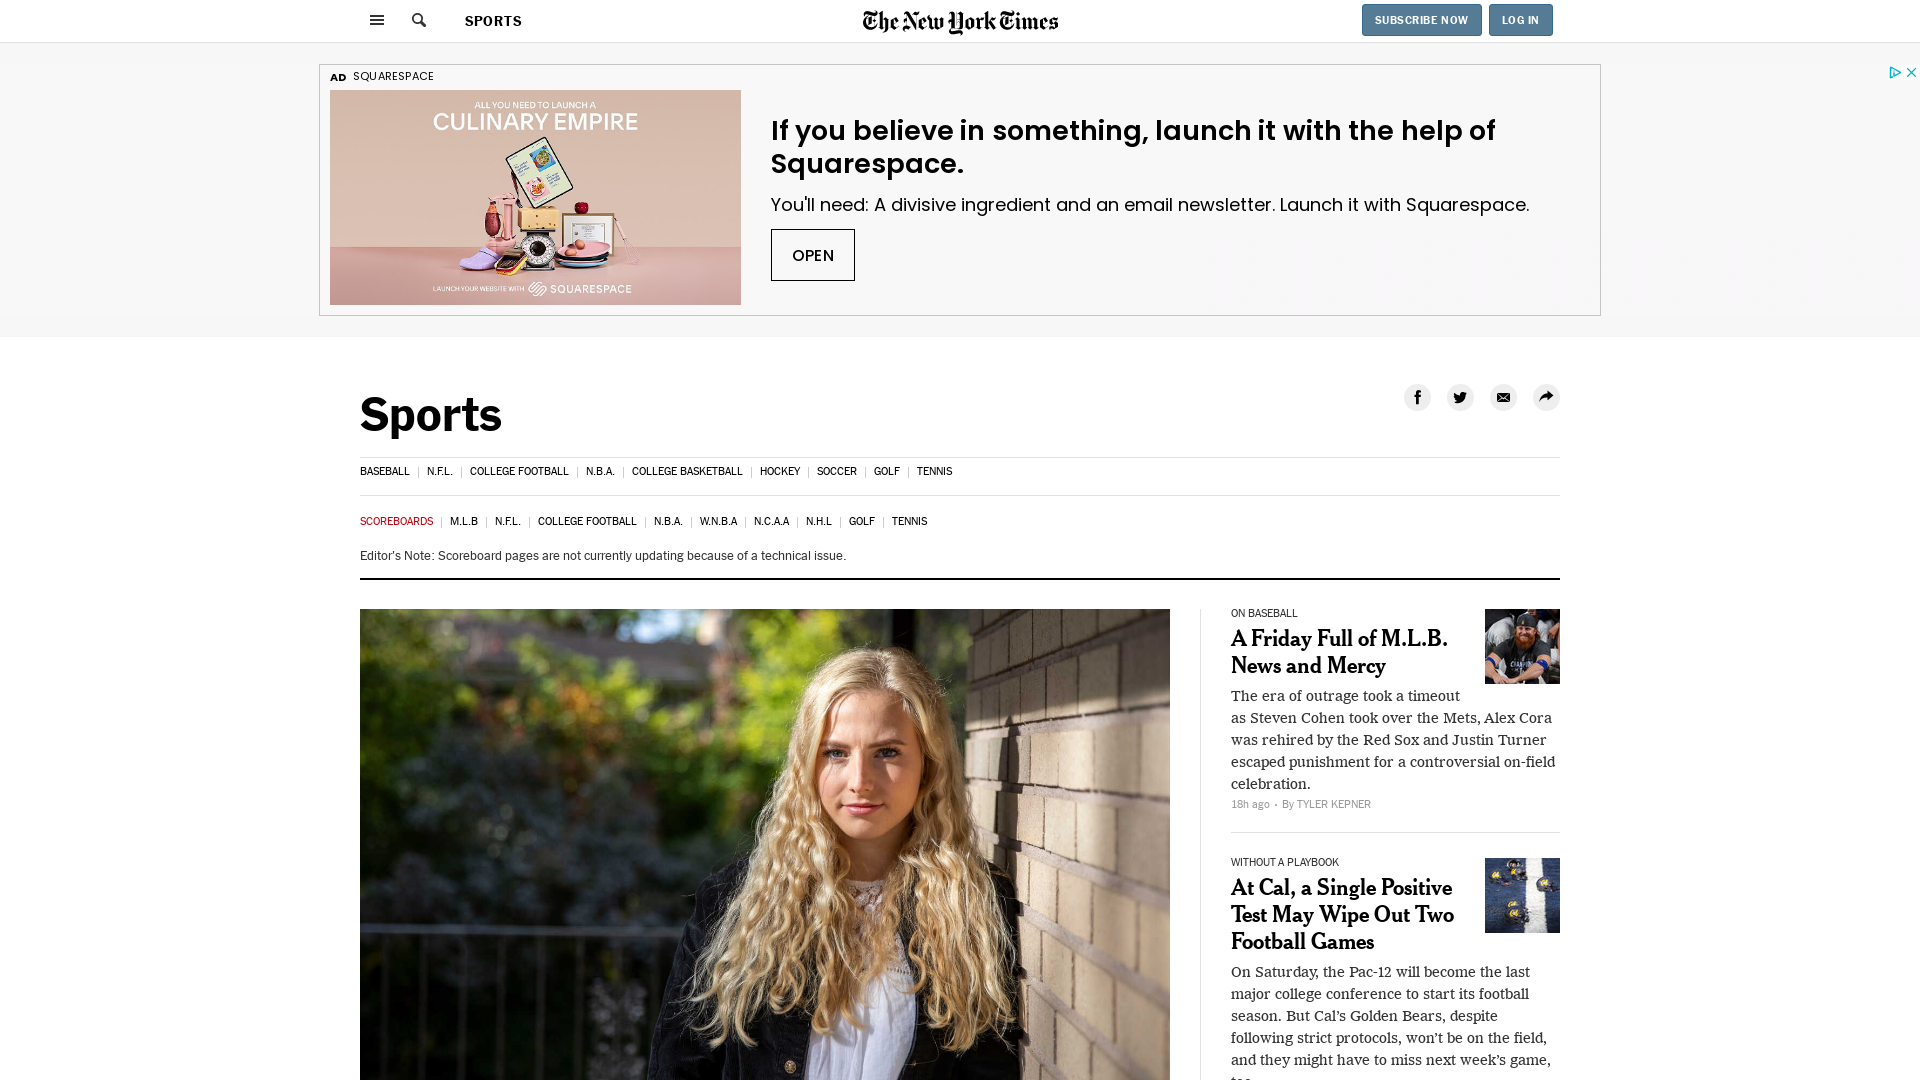 SPORTS
The New York Times
SUBSCRIBE NOW
LOG IN
AD SQUARESPACE
ALL YOU NEED TO LAUNCH A
CULINARY EMPIRE
LAUNCH YOUR WEBSITE WITH SQUARESPACE
If you believe in something, launch it with the help of
Squarespace.
You'll need: A divisive ingredient and an email newsletter. Launch it with Squarespace.
OPEN
Sports
BASEBALL | N.F.L. | COLLEGE FOOTBALL | N.B.A. | COLLEGE BASKETBALL | HOCKEY | SOCCER | GOLF | TENNIS
SCOREBOARDS | M.L.B | N.F.L. | COLLEGE FOOTBALL | N.B.A. | W.N.B.A | N.C.A.A | N.H.L | GOLF | TENNIS
Editor's Note: Scoreboard pages are not currently updating because of a technical issue.
ON BASEBALL
A Friday Full of M.L.B.
News and Mercy
The era of outrage took a timeout
as Steven Cohen took over the Mets, Alex Cora
was rehired by the Red Sox and Justin Turner
escaped punishment for a controversial on-field
celebration.
18h ago • By TYLER KEPNER
WITHOUT A PLAYBOOK
At Cal, a Single Positive
Test May Wipe Out Two
Football Games
On Saturday, the Pac-12 will become the last
major college conference to start its football
season. But Cal’s Golden Bears, despite
following strict protocols, won’t be on the field,
and they might have to miss next week’s game,